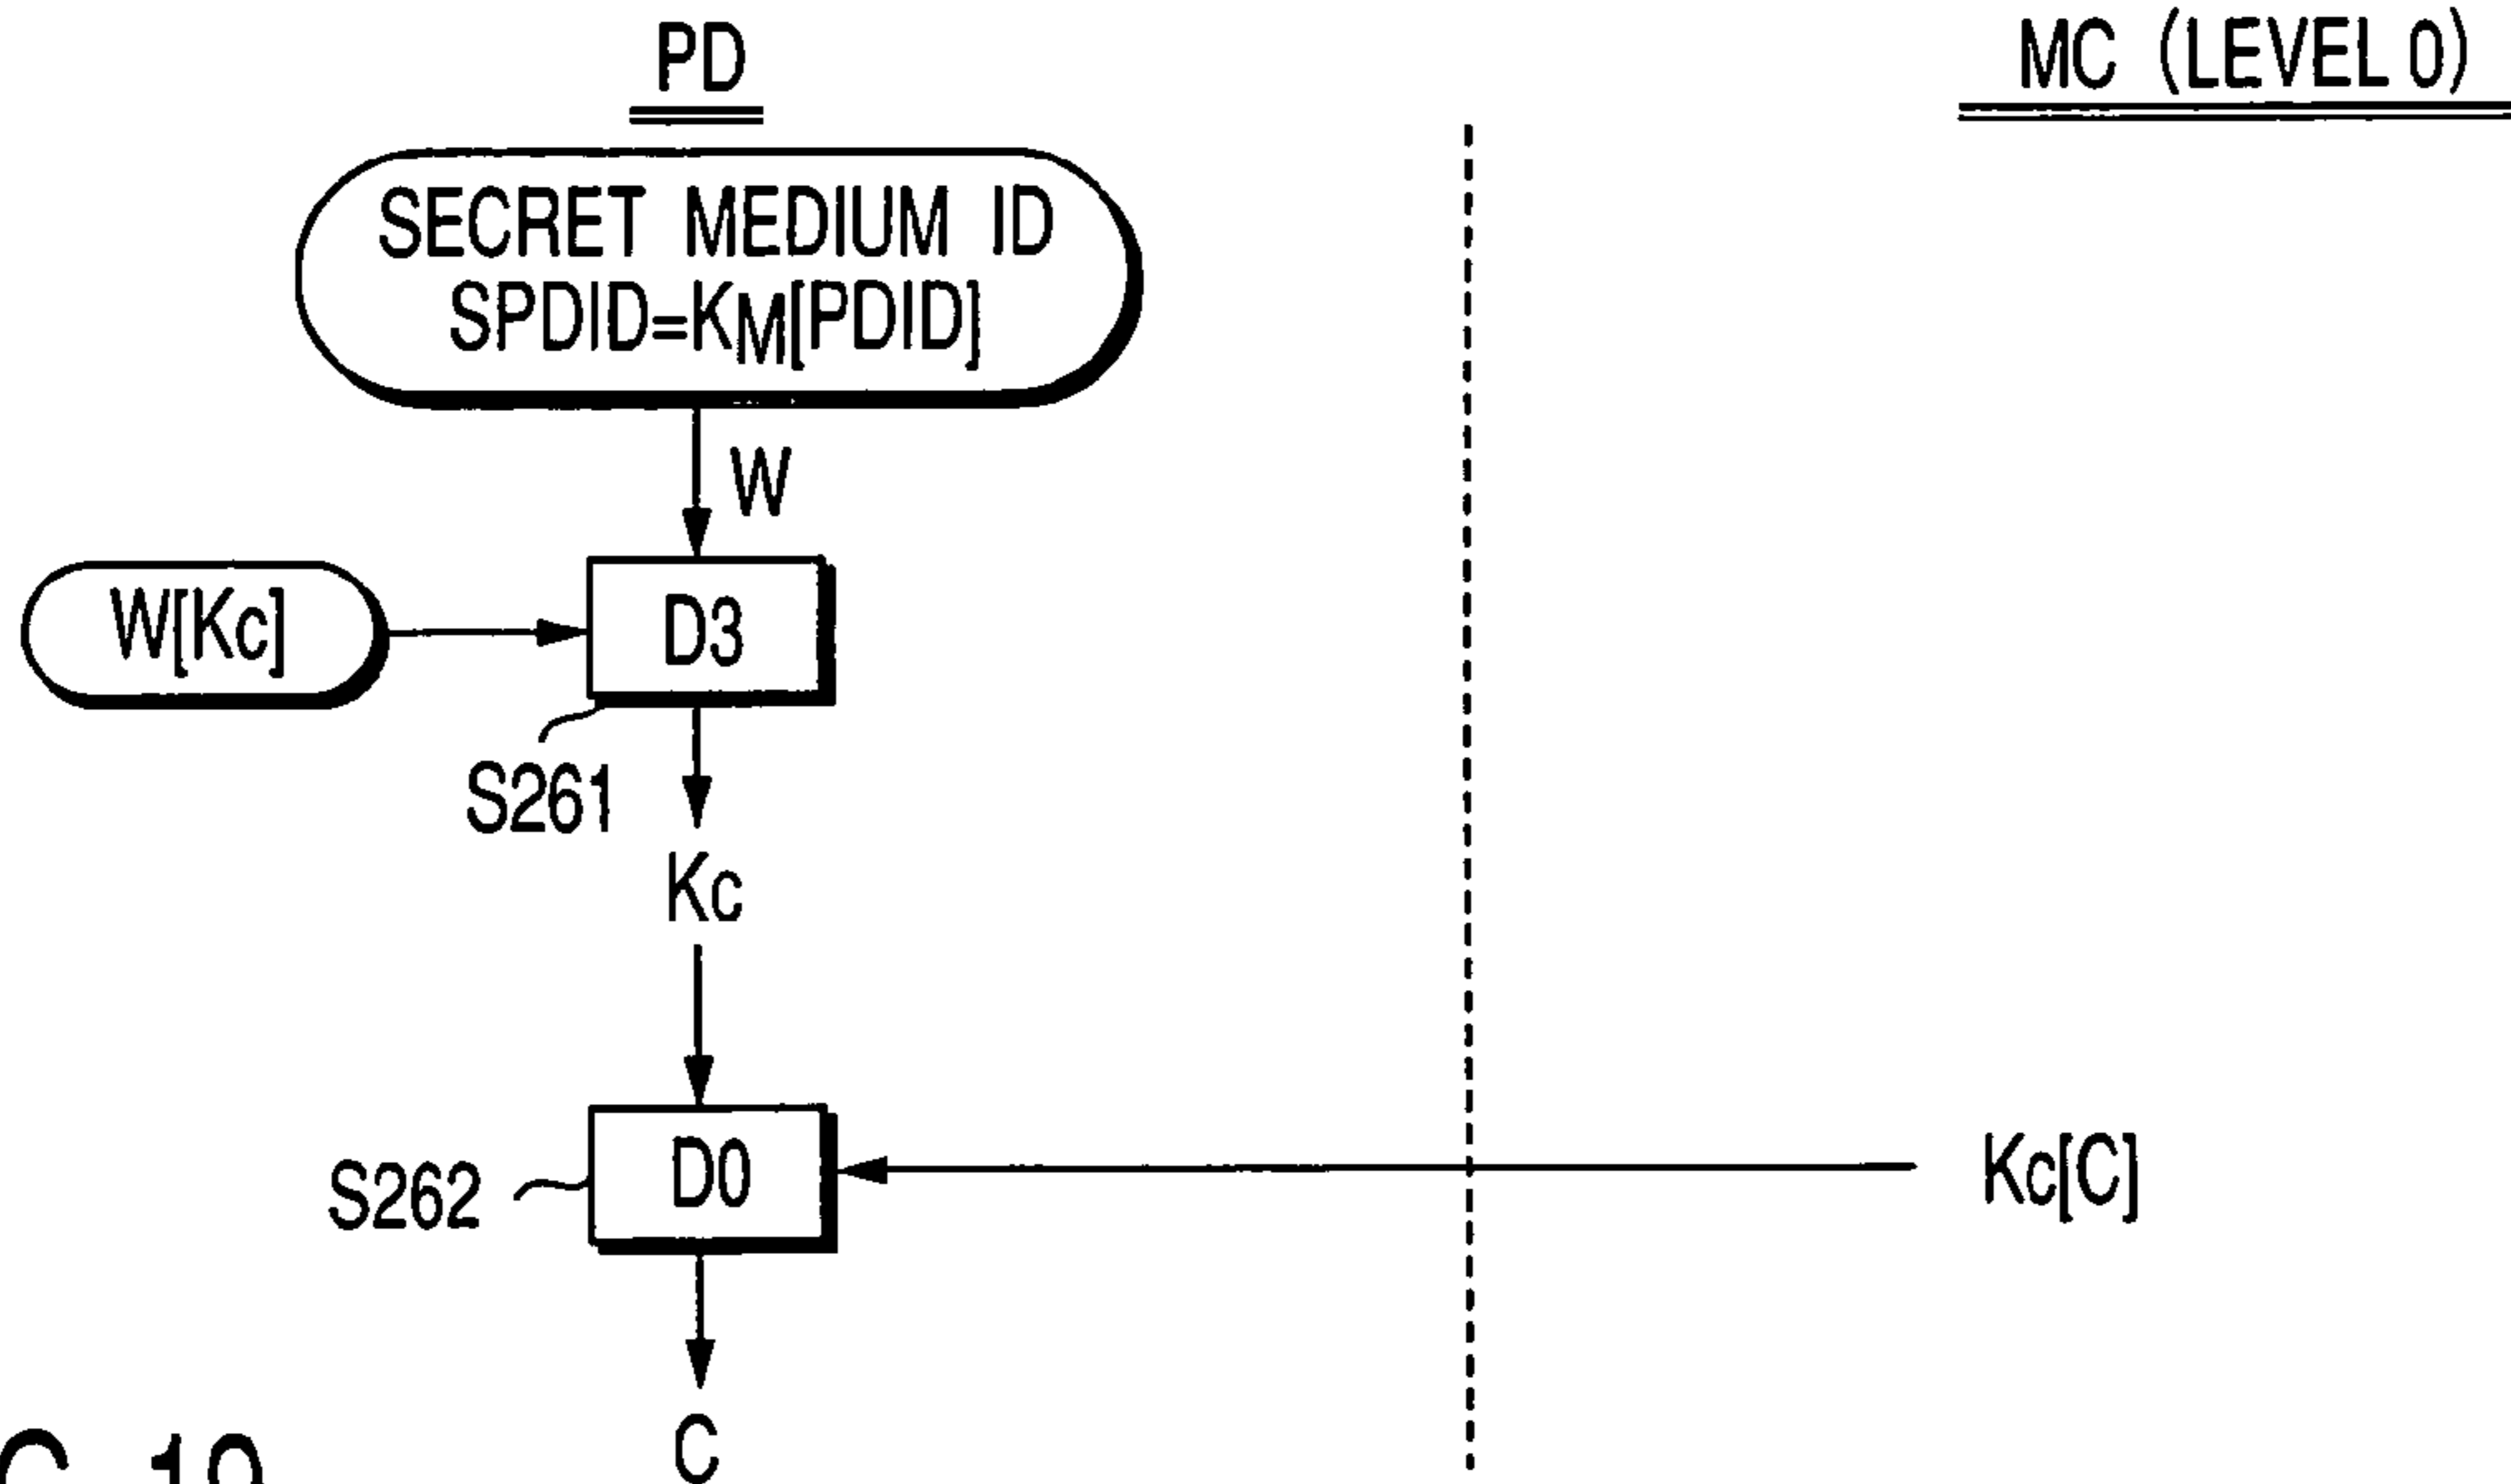 PD
MC (LEVEL 0)
SECRET MEDIUM ID
SPDID=KM[PDID]
W
W[Kc]
D3
S261
Kc
D0
S262
Kc[C]
C